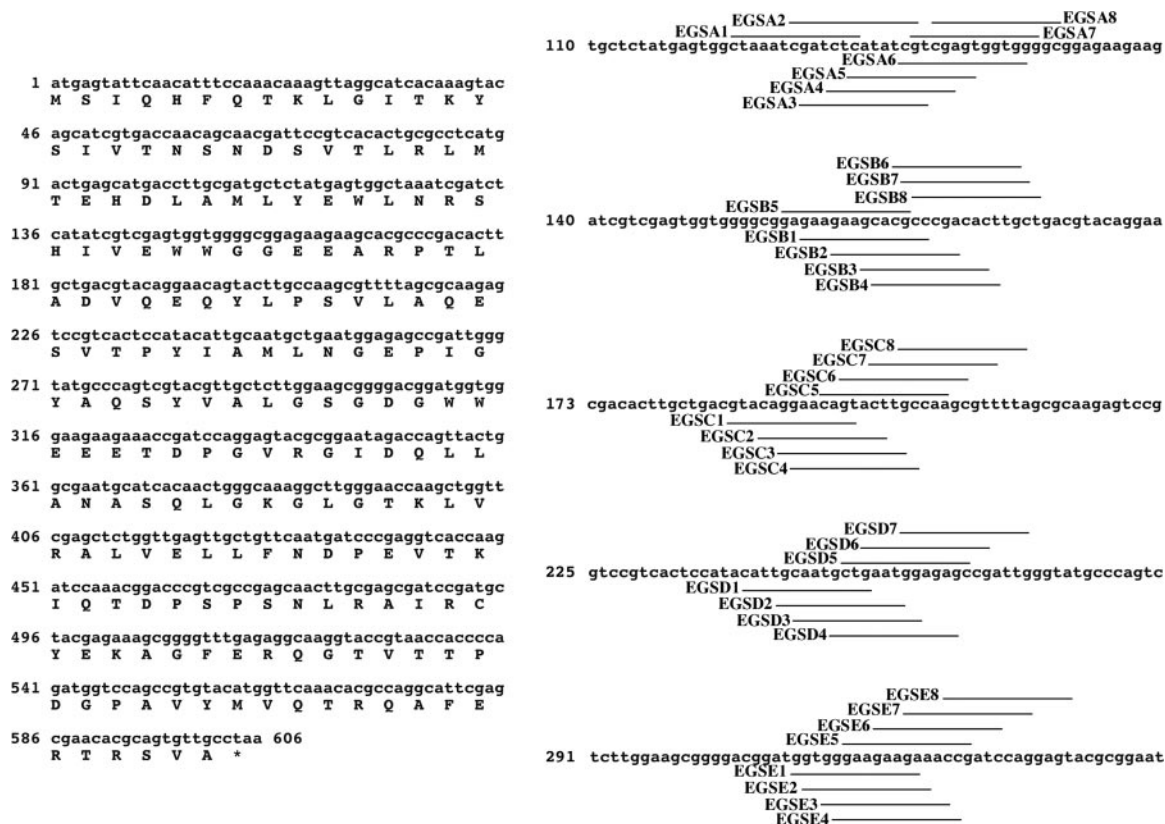 1 atgagtattcaacatttccaaacaaagttaggcatcacaaagtac
M S I Q H F Q T K L G I T K Y
46 agcatcgtgaccaacagcaacgattccgtcacactgcgcctcatg
S I V T N S N D S V T L R L M
91 actgagcatgaccttgcgatgctctatgagtggctaaatcgatct
T E H D L A M L Y E W L N R S
136 catatcgtcgagtggtggggcggagaagaagcacgcccgacactt
H I V E W W G G E E A R P T L
181 gctgacgtacaggaacagtacttgccaagcgttttagcgcaagag
A D V Q E Q Y L P S V L A Q E
226 tccgtcactccatacattgcaatgctgaatggagagccgattggg
S V T P Y I A M L N G E P I G
271 tatgcccagtcgtacgttgctcttggaagcggggacggatggtgg
Y A Q S Y V A L G S G D G W W
316 gaagaagaaaccgatccaggagtacgcggaatagaccagttactg
E E E T D P G V R G I D Q L L
361 gcgaatgcatcacaactgggcaaaggcttgggaaccaagctggtt
A N A S Q L G K G L G T K L V
406 cgagctctggttgagttgctgttcaatgatcccgaggtcaccaag
R A L V E L L F N D P E V T K
451 atccaaacggacccgtcgccgagcaacttgcgagcgatccgatgc
I Q T D P S P S N L R A I R C
496 tacgagaaagcggggtttgagaggcaaggtaccgtaaccacccca
Y E K A G F E R Q G T V T T P
541 gatggtccagccgtgtacatggttcaaacacgccaggcattcgag
D G P A V Y M V Q T R Q A F E
586 cgaacacgcagtgttgcctaa 606
R T R S V A *
EGSA2 EGSA8
EGSA1 EGSA7
110 tgctctatgagtggctaaatcgatctcatatcgtcgagtggtggggcggagaagaag
EGSA6
EGSA5
EGSA4
EGSA3
EGSB6
EGSB7
EGSB8
EGSB5
140 atcgtcgagtggtggggcggagaagaagcacgcccgacacttgctgacgtacaggaa
EGSB1
EGSB2
EGSB3
EGSB4
EGSC8
EGSC7
EGSC6
EGSC5
173 cgacacttgctgacgtacaggaacagtacttgccaagcgttttagcgcaagagtccg
EGSC1
EGSC2
EGSC3
EGSC4
EGSD7
EGSD6
EGSD5
225 gtccgtcactccatacattgcaatgctgaatggagagccgattgggtatgcccagtc
EGSD1
EGSD2
EGSD3
EGSD4
EGSE8
EGSE7
EGSE6
EGSE5
291 tcttggaagcggggacggatggtgggaagaagaaaccgatccaggagtacgcggaat
EGSE1
EGSE2
EGSE3
EGSE4